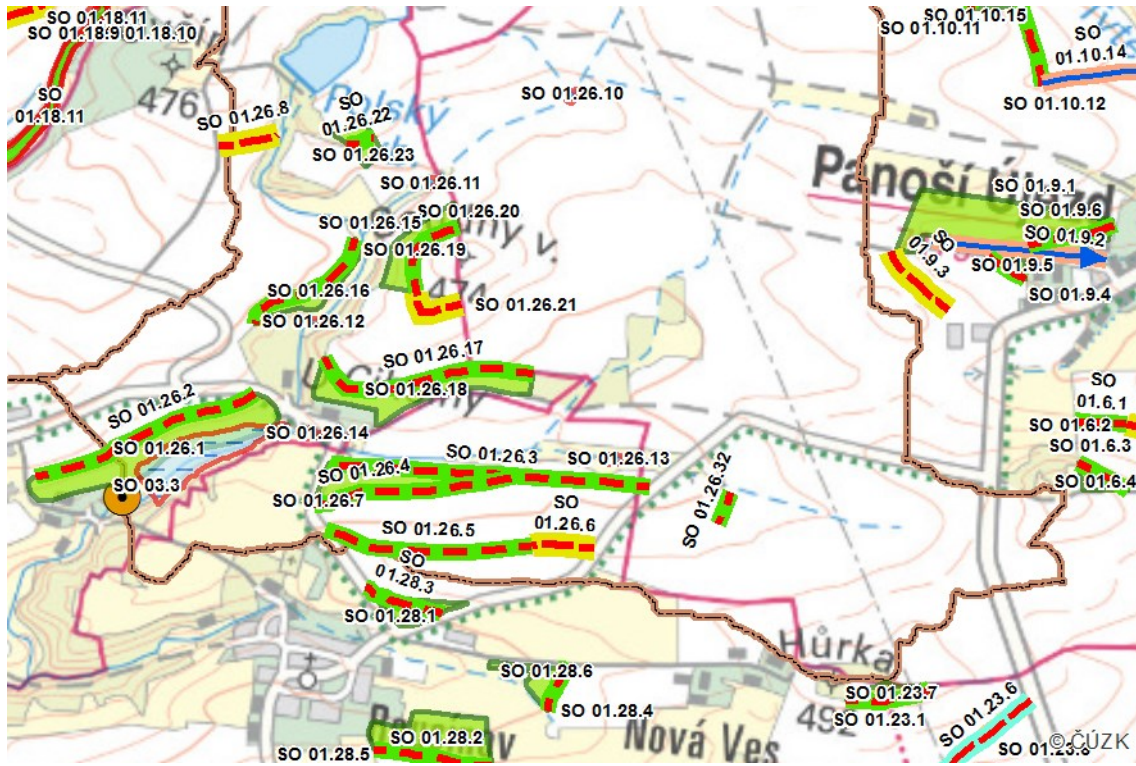 SO 01.18.11
SO 01.18.9
01.18.10
SO
01.18.11
476
SO 01.26.8
Polský
SO
01.26.22
SO 01.26.23
SO 01.26.10
SO 01.10.15
01.10.11
SO
01.10.14
SO 01.10.12
Panoší Újezd
SO 01.9.1
SO 01.9.6
SO 01.9.2
SO
01.9.3
SO 01.9.5
SO 01.9.4
SO 01.26.11
SO 01.26.20
SO 01.26.15
SO 01.26.19
v.
474
SO 01.26.16
SO 01.26.12
SO 01.26.21
SO 01.26.17
SO 01.26.18
SO 01.26.2
SO 01.26.1
SO 01.26.14
SO 03.3
SO 01.26.3
SO 01.26.13
SO 01.26.4
SO 01.26.7
SO 01.26.32
SO
01.6.1
SO 01.6.2
SO 01.6.3
SO 01.6.4
SO 01.26.5
SO
01.26.6
SO
01.28.3
SO 01.28.1
Hůrka
492
SO 01.28.6
SO 01.28.4
SO 01.23.7
SO 01.23.1
SO 01.23.6
SO 01.28.2
SO 01.28.5
Nová Ves
©ČÚZK